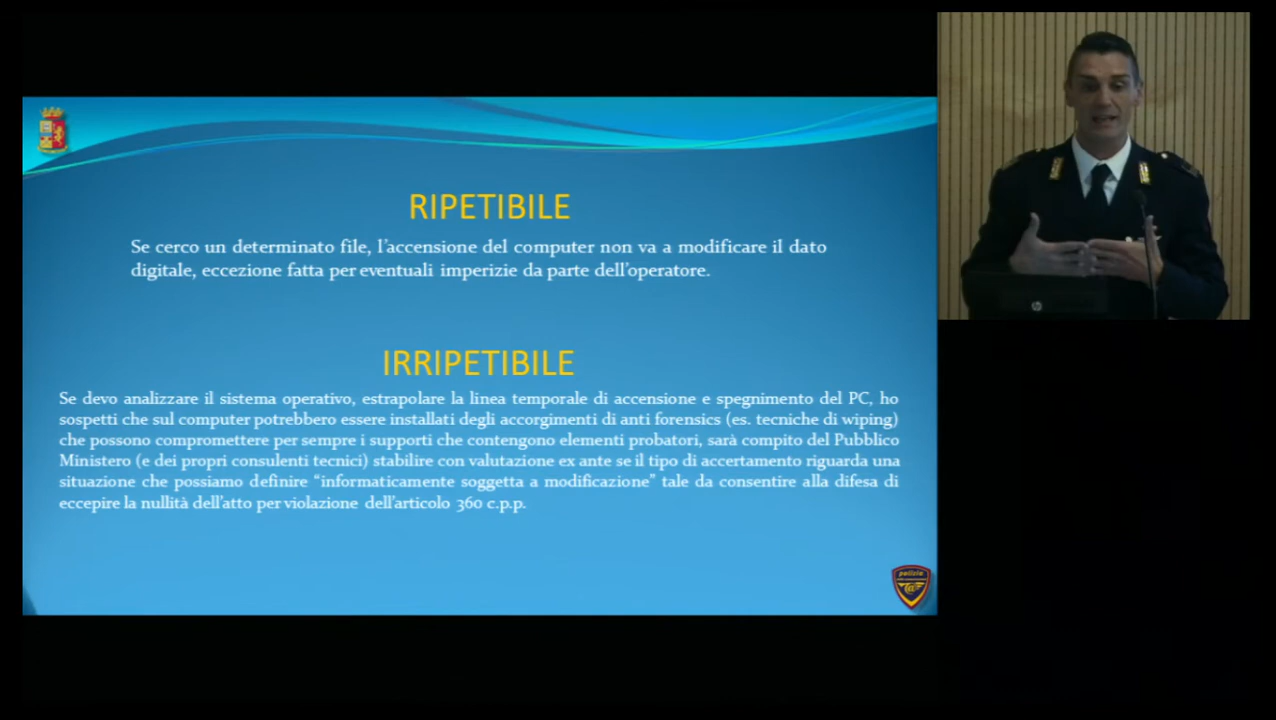 RIPETIBILE
Se cerco un determinato file, l'accensione del computer non va a modificare il dato
digitale, eccezione fatta per eventuali imperizie da parte dell'operatore.
IRRIPETIBILE
Se devo analizzare il sistema operativo, estrapolare la linea temporale di accensione e spegnimento del PC, ho
sospetti che sul computer potrebbero essere installati degli accorgimenti di anti forensics (es. tecniche di wiping)
che possono compromettere per sempre i supporti che contengono elementi probatori, sarà compito del Pubblico
Ministero (e dei propri consulenti tecnici) stabilire con valutazione ex ante se il tipo di accertamento riguarda una
situazione che possiamo definire “informaticamente soggetta a modificazione” tale da consentire alla difesa di
eccepire la nullità dell'atto per violazione dell'articolo 360 c.p.p.
polizia
@
hp